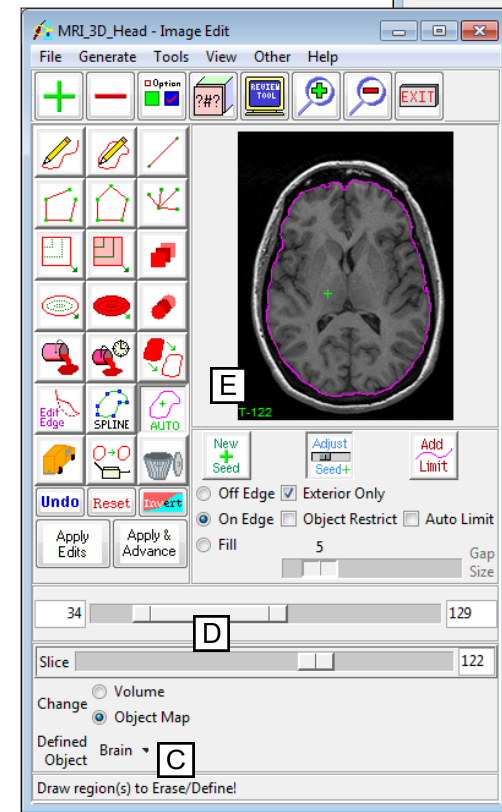 MRI_3D_Head - Image Edit
File Generate Tools View Other Help
Option
?#?
REVIEW TOOL
EXIT
E
T-122
Edit Edge
SPLINE
AUTO
New Seed
Adjust Seed+
Add Limit
Undo Reset Invert
Off Edge Exterior Only
On Edge Object Restrict Auto Limit
Fill 5 Gap Size
Apply Edits
Apply & Advance
34 129
D
Slice 122
Change Volume
Object Map
Defined Object Brain
C
Draw region(s) to Erase/Define!